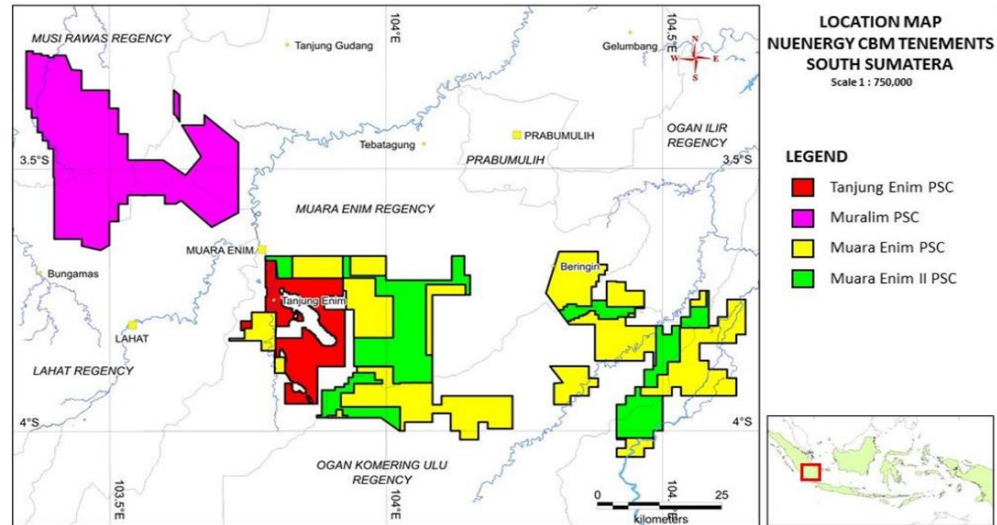 LOCATION MAP
NUENERGY CBM TENEMENTS
SOUTH SUMATERA
Scale 1 : 750,000
LEGEND
Tanjung Enim PSC
Muralim PSC
Muara Enim PSC
Muara Enim II PSC
MUSI RAWAS REGENCY
Tanjung Gudang
104°E
Gelumbang
104.5°E
N
W
E
S
PRABUMULIH
OGAN ILIR
REGENCY
Tebatagung
PRABUMULIH
3.5°S
3.5°S
MUARA ENIM REGENCY
MUARA ENIM
Bungamas
Beringin
Tanjung Enim
LAHAT
LAHAT REGENCY
4°S
4°S
OGAN KOMERING ULU
REGENCY
103.5°E
104°E
104
0
25
kilometers